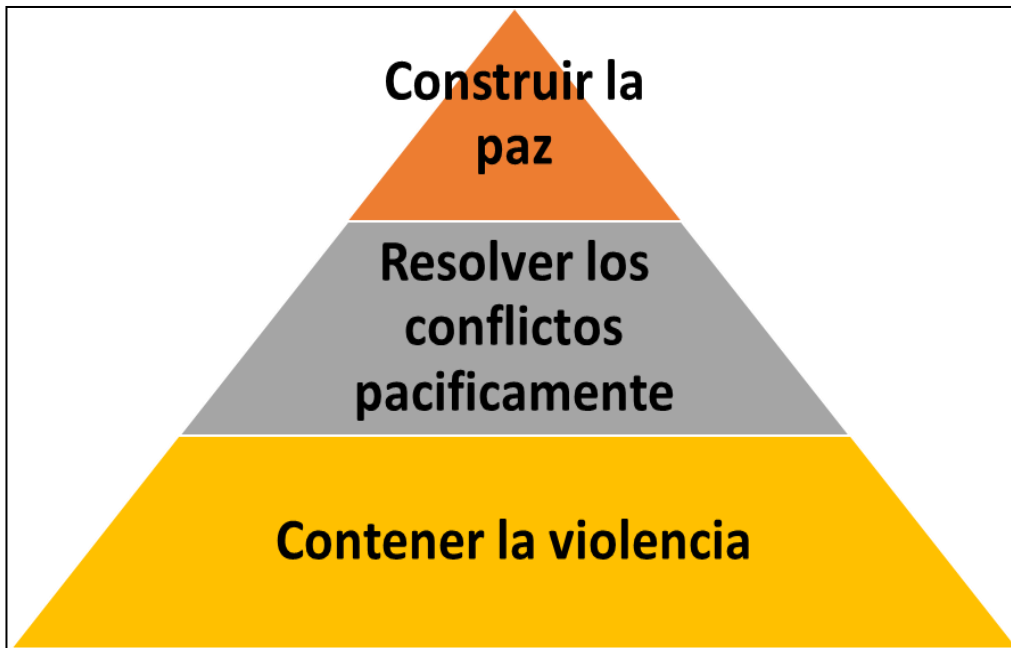 Construir la
paz
Resolver los
conflictos
pacificamente
Contener la violencia